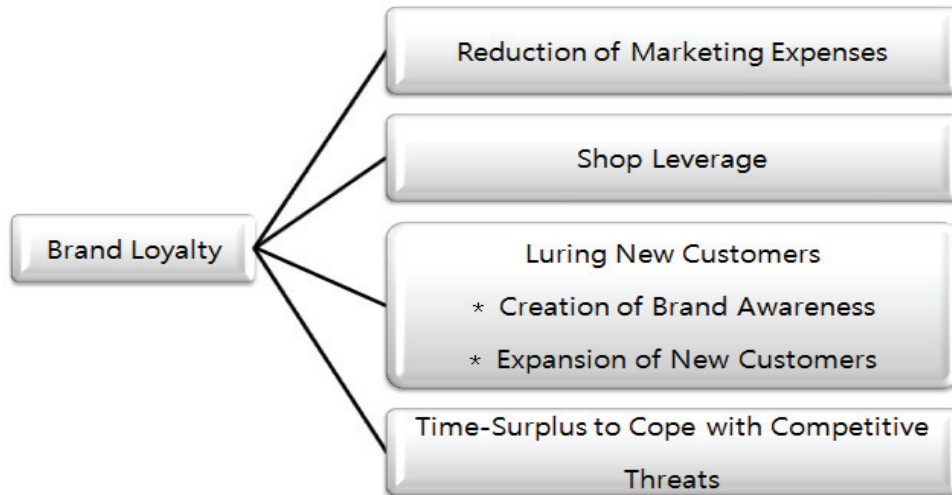 Reduction of Marketing Expenses
Shop Leverage
Brand Loyalty
Luring New Customers
* Creation of Brand Awareness
* Expansion of New Customers
Time-Surplus to Cope with Competitive
Threats